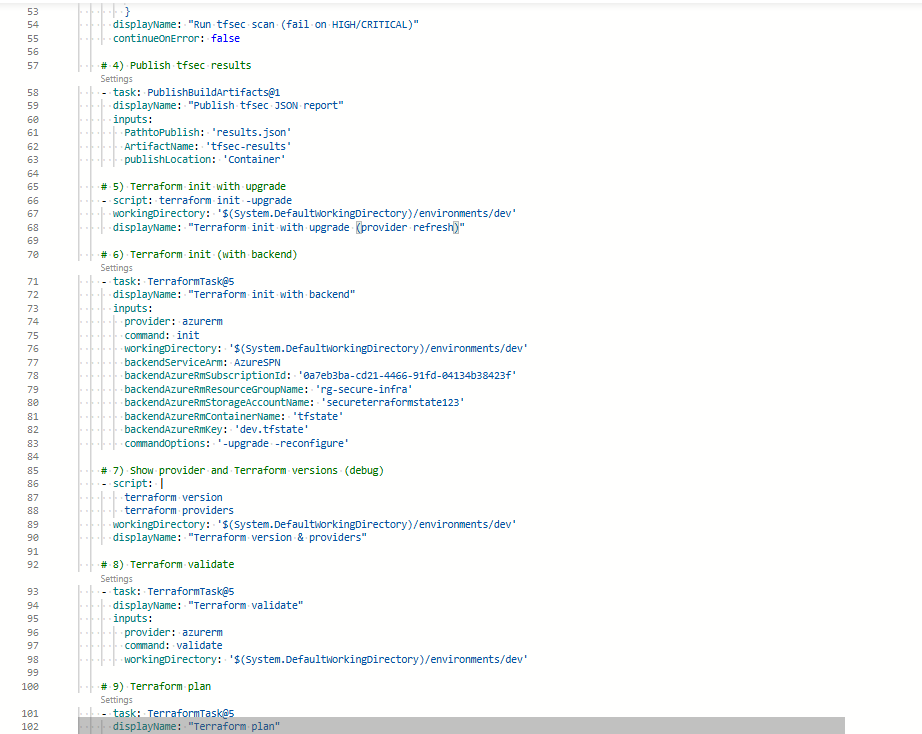 53 }
54 displayName: "Run tfsec scan (fail on HIGH/CRITICAL)"
55 continueOnError: false
56
57 # 4) Publish tfsec results
Settings
58 - task: PublishBuildArtifacts@1
59 displayName: "Publish tfsec JSON report"
60 inputs:
61 PathtoPublish: 'results.json'
62 ArtifactName: 'tfsec-results'
63 publishLocation: 'Container'
64
65 # 5) Terraform init with upgrade
66 - script: terraform init -upgrade
67 workingDirectory: '$(System.DefaultWorkingDirectory)/environments/dev'
68 displayName: "Terraform init with upgrade (provider refresh)"
69
70 # 6) Terraform init (with backend)
Settings
71 - task: TerraformTask@5
72 displayName: "Terraform init with backend"
73 inputs:
74 provider: azurerm
75 command: init
76 workingDirectory: '$(System.DefaultWorkingDirectory)/environments/dev'
77 backendServiceArm: AzureSPN
78 backendAzureRmSubscriptionId: '0a7eb3ba-cd21-4466-91fd-04134b38423f'
79 backendAzureRmResourceGroupName: 'rg-secure-infra'
80 backendAzureRmStorageAccountName: 'secureterraformstate123'
81 backendAzureRmContainerName: 'tfstate'
82 backendAzureRmKey: 'dev.tfstate'
83 commandOptions: '-upgrade -reconfigure'
84
85 # 7) Show provider and Terraform versions (debug)
86 - script: |
87 terraform version
88 terraform providers
89 workingDirectory: '$(System.DefaultWorkingDirectory)/environments/dev'
90 displayName: "Terraform version & providers"
91
92 # 8) Terraform validate
Settings
93 - task: TerraformTask@5
94 displayName: "Terraform validate"
95 inputs:
96 provider: azurerm
97 command: validate
98 workingDirectory: '$(System.DefaultWorkingDirectory)/environments/dev'
99
100 # 9) Terraform plan
Settings
101 - task: TerraformTask@5
102 displayName: "Terraform plan"